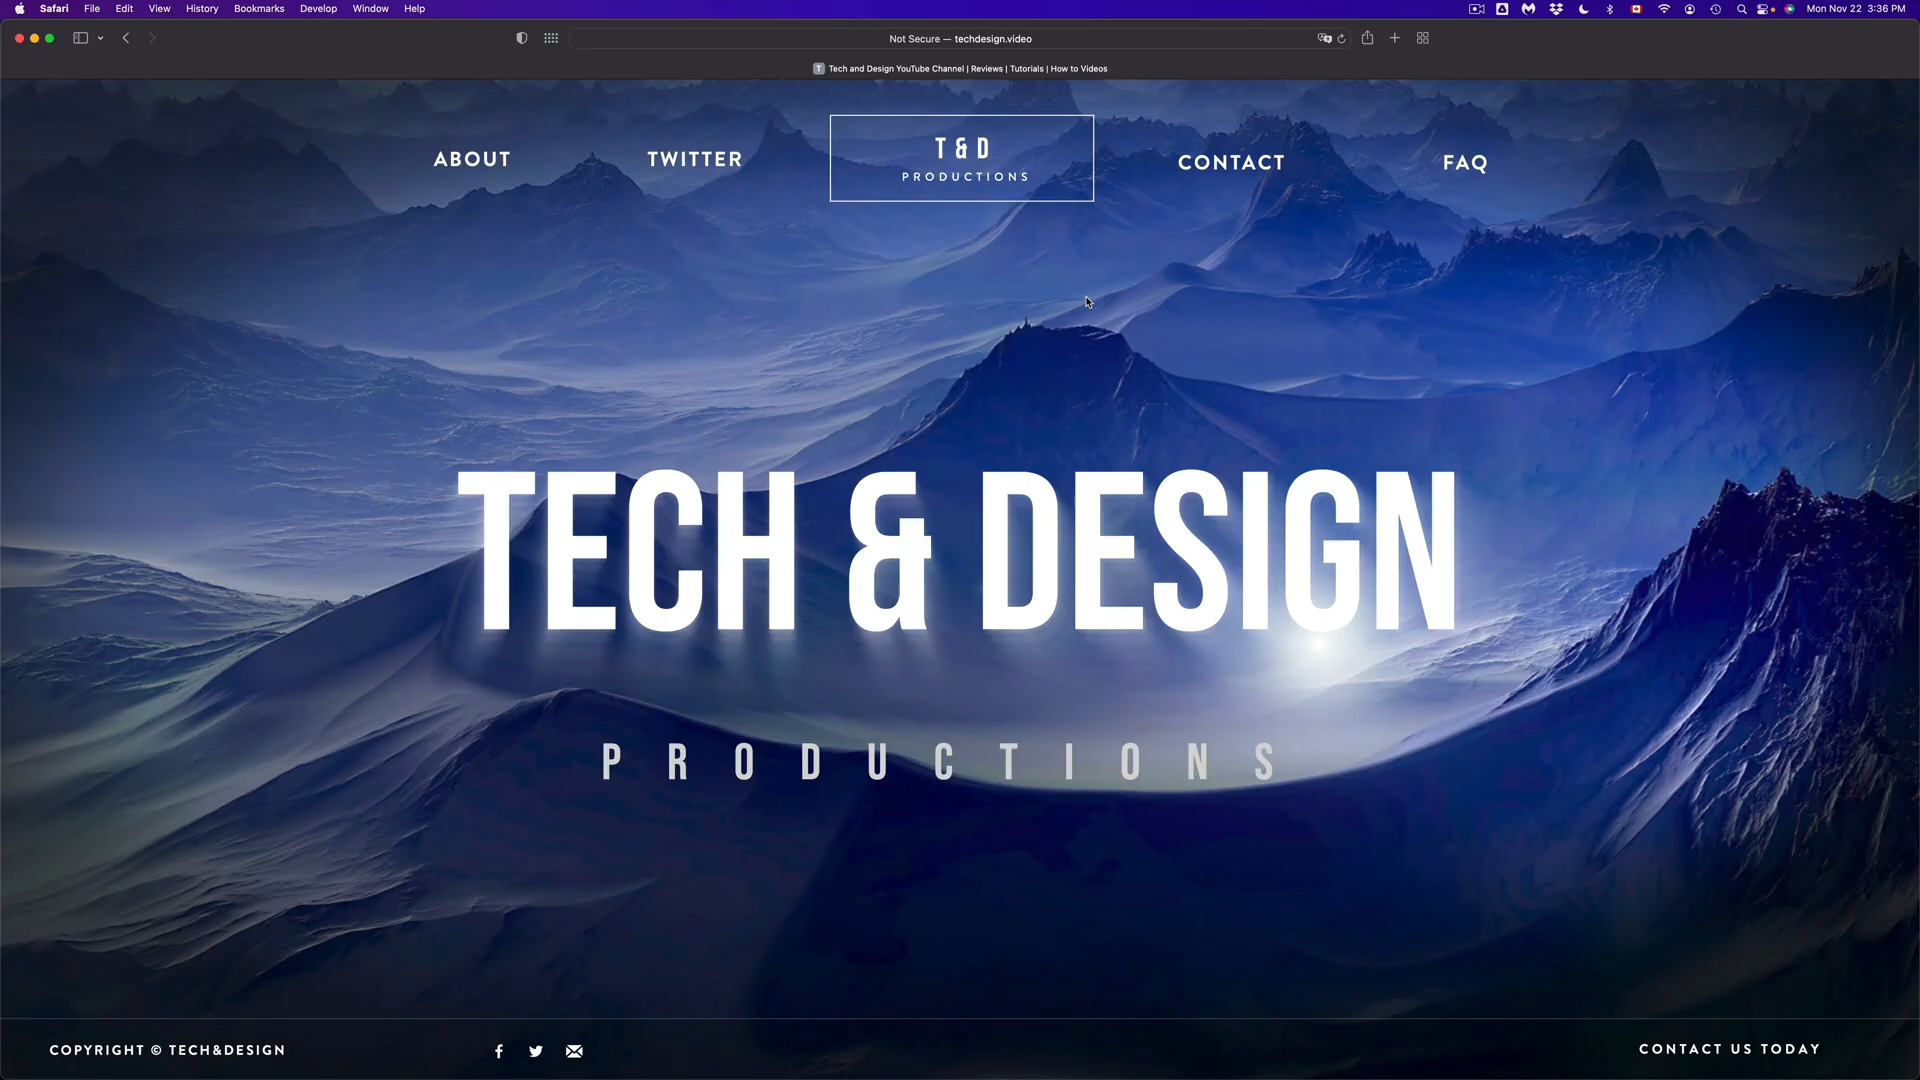 Safari File Edit View History Bookmarks Develop Window Help Mon Nov 22 3:36 PM
Not Secure — techdesign.video
T Tech and Design YouTube Channel | Reviews | Tutorials | How to Videos
ABOUT TWITTER T & D CONTACT FAQ
PRODUCTIONS
TECH & DESIGN
PRODUCTIONS
COPYRIGHT © TECH&DESIGN CONTACT US TODAY